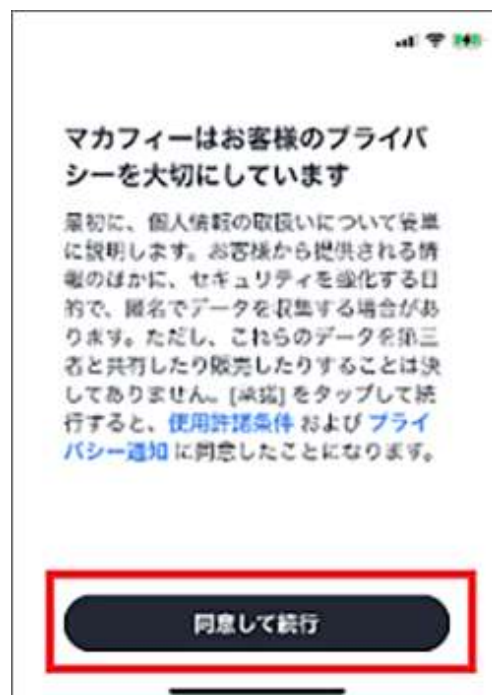 マカフィーはお客様のプライバ
シーを大切にしています
最初に、個人情報の取扱いについて簡単
に説明します。お客様から提供される情
報のほかに、セキュリティを強化する目
的で、匿名でデータを収集する場合があ
ります。ただし、これらのデータを第三
者と共有したり販売したりすることは決
してありません。[承諾] をタップして続
行すると、使用許諾条件 および プライ
バシー通知 に同意したことになります。
同意して続行